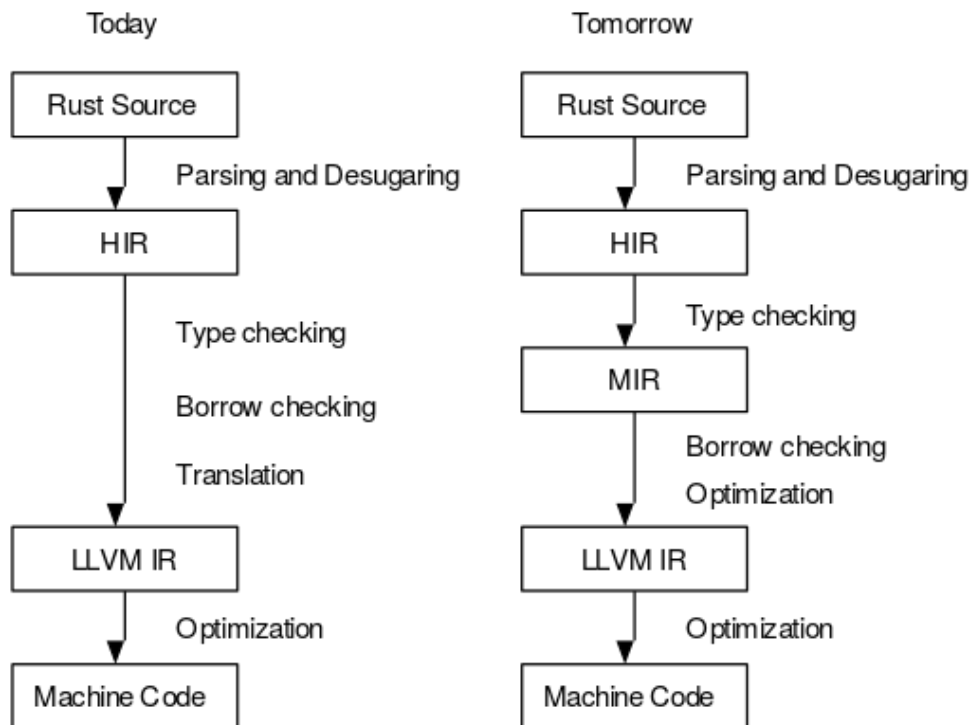 Today
Rust Source
Parsing and Desugaring
HIR
Type checking
Borrow checking
Translation
LLVM IR
Optimization
Machine Code
Tomorrow
Rust Source
Parsing and Desugaring
HIR
Type checking
MIR
Borrow checking
Optimization
LLVM IR
Optimization
Machine Code